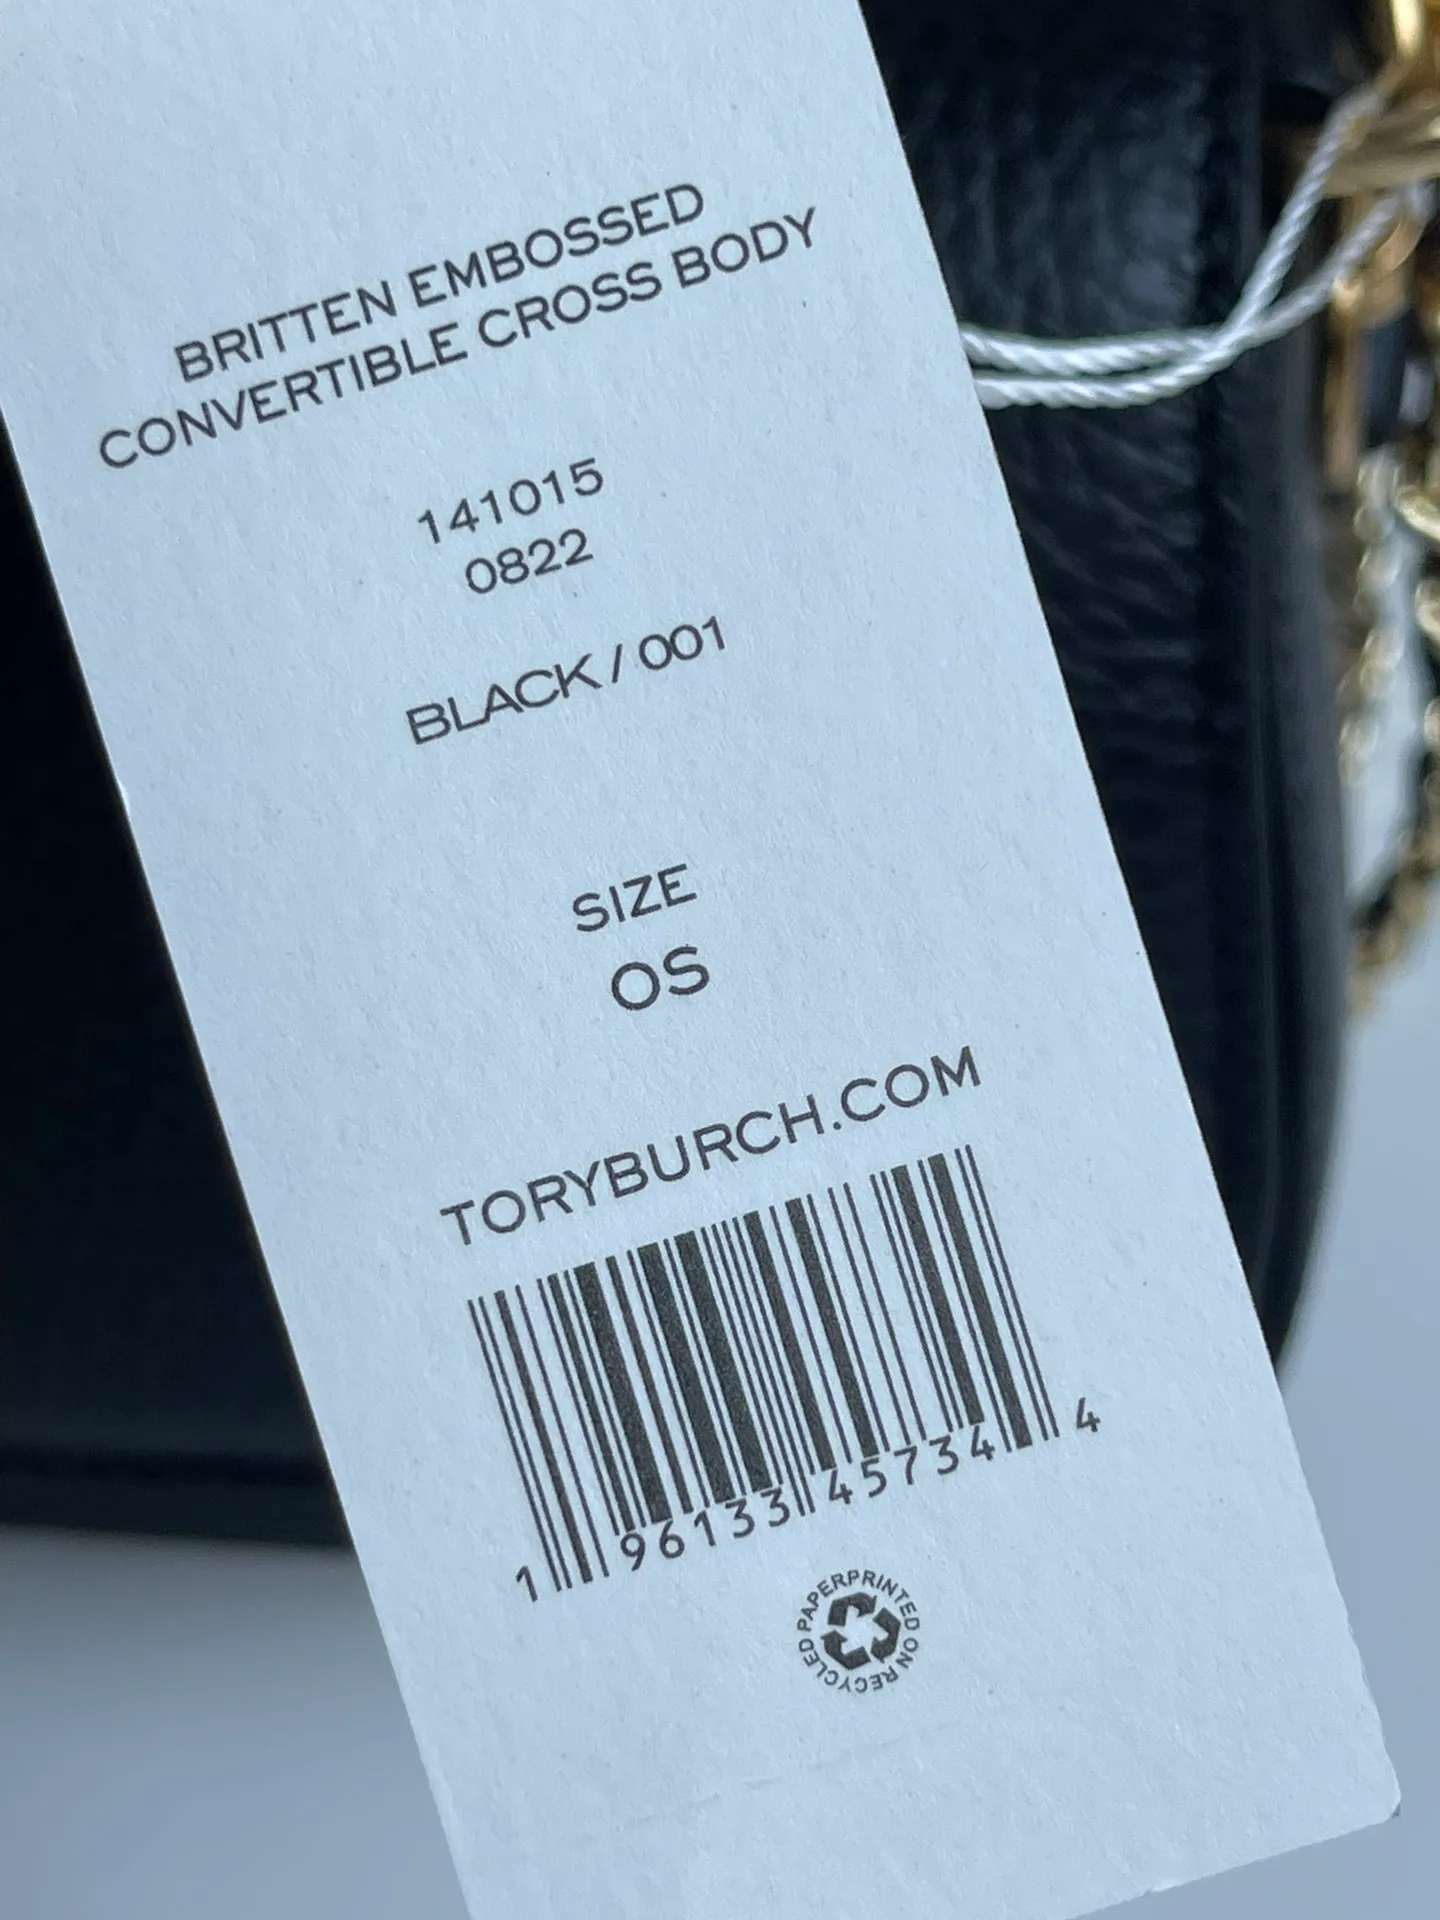 BRITTEN EMBOSSED
CONVERTIBLE CROSS BODY
141015
0822
BLACK / 001
SIZE
OS
TORYBURCH.COM
1 96133 45734 4
PRINTED ON RECYCLED PAPER